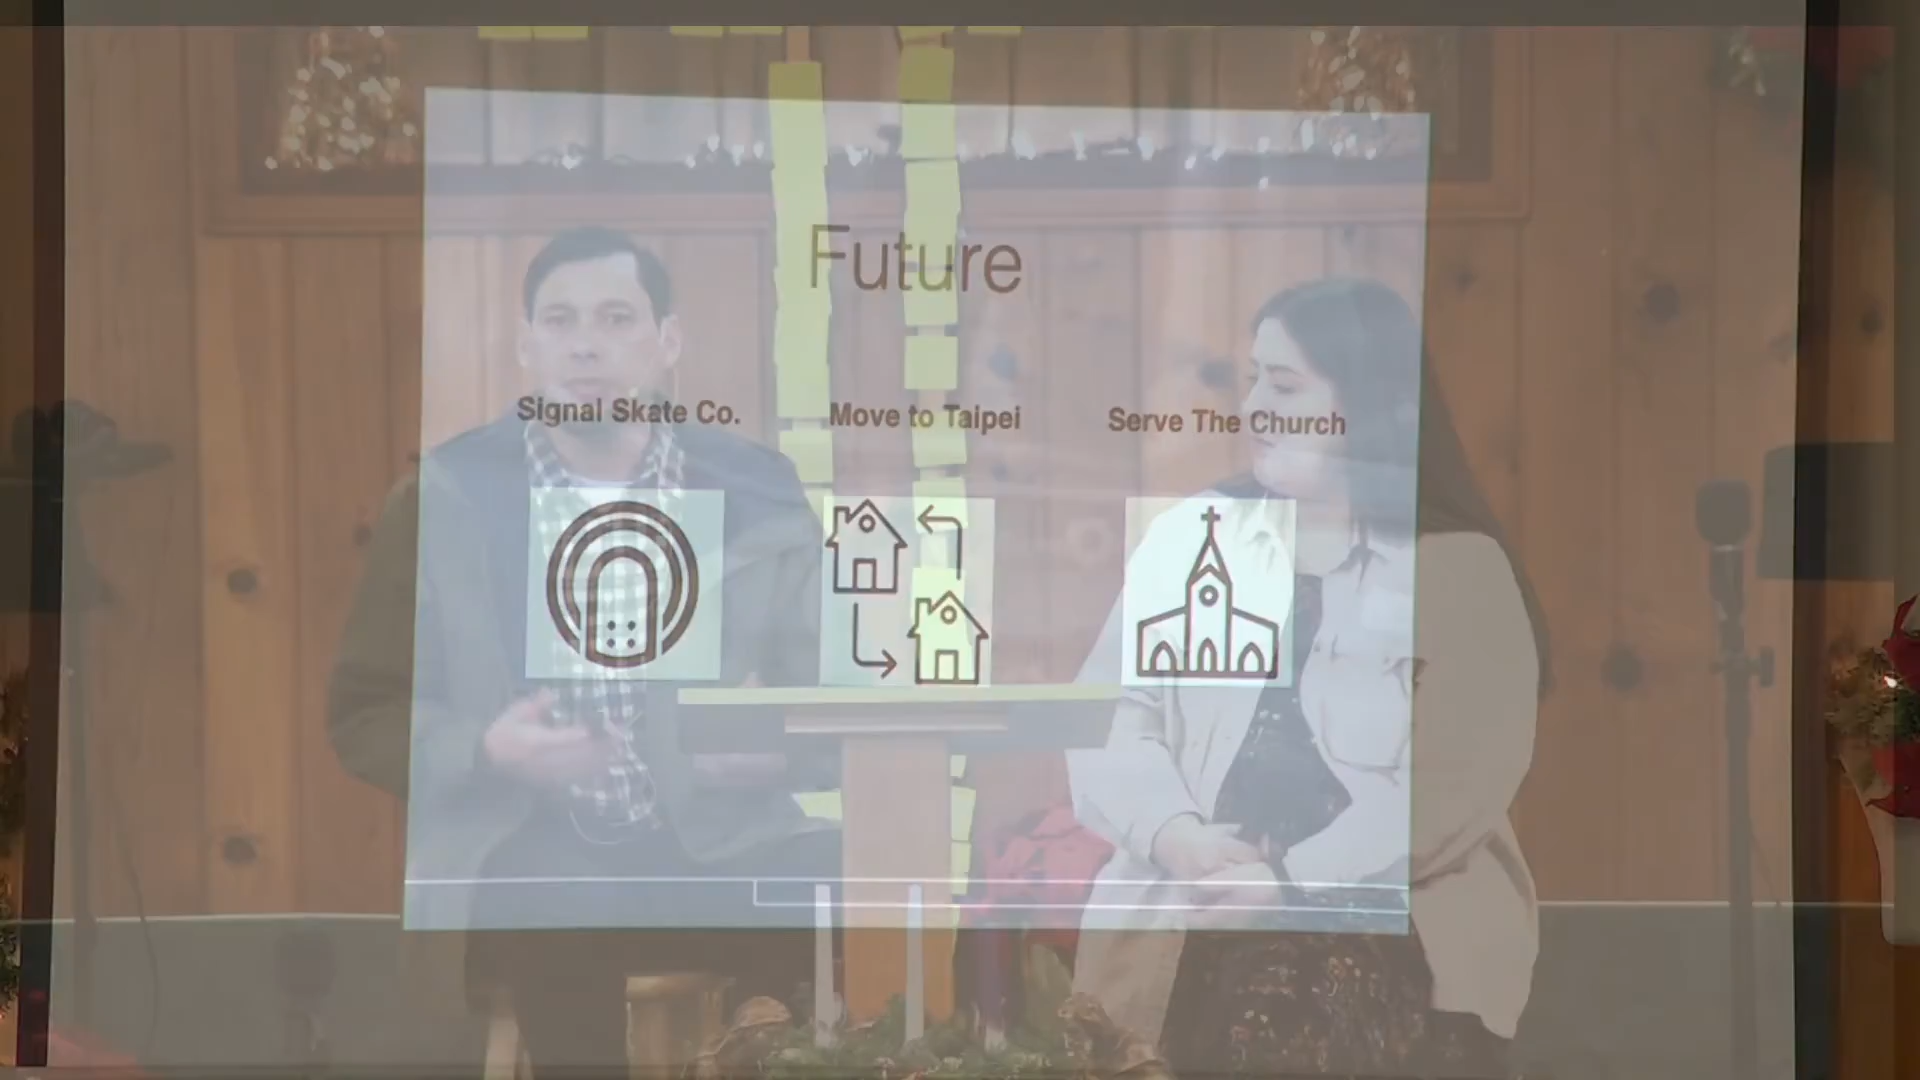 Future
Signal Skate Co.
Move to Taipei
Serve The Church